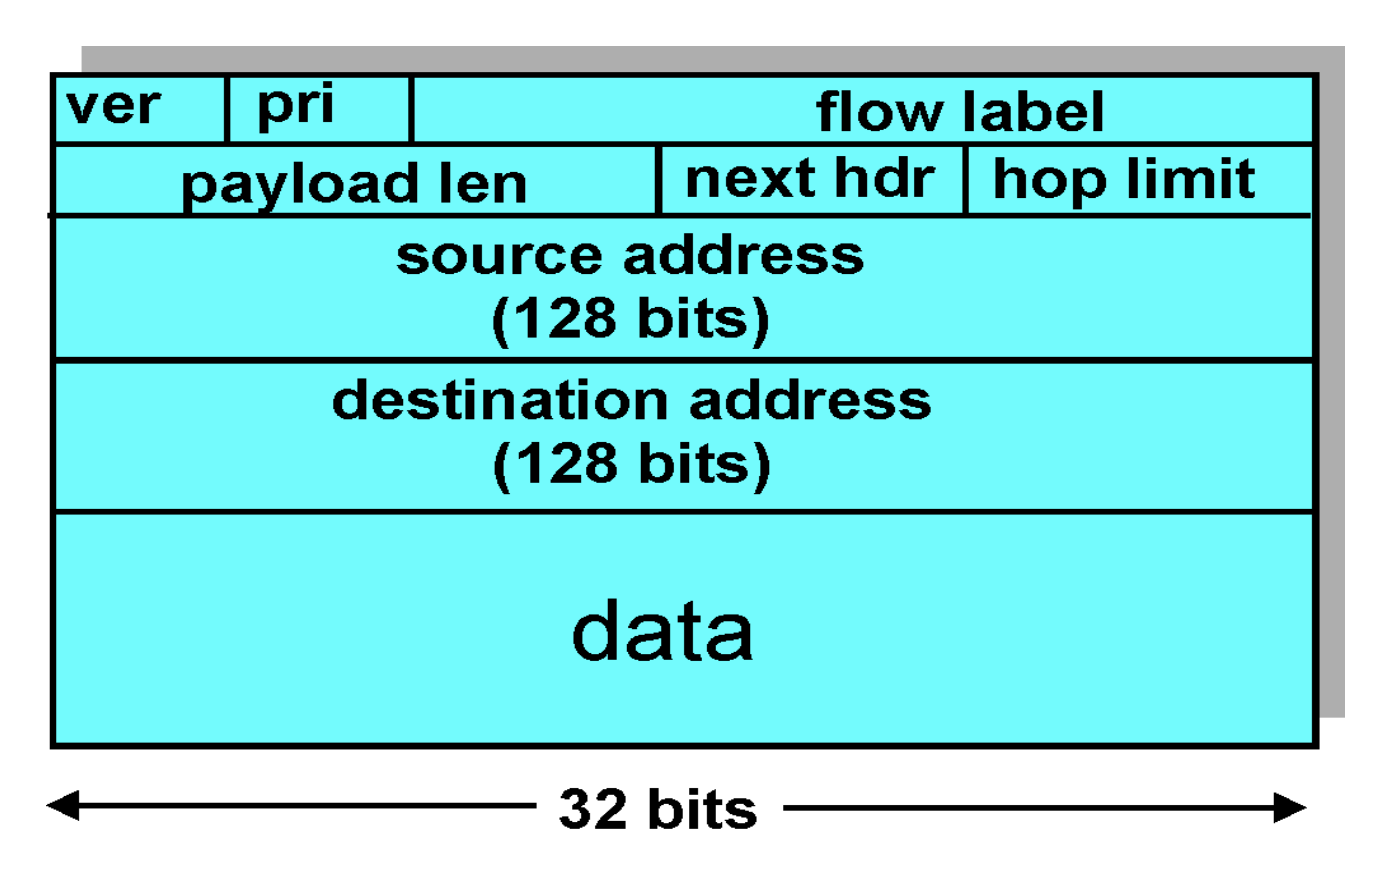 ver pri flow label
payload len next hdr hop limit
source address
(128 bits)
destination address
(128 bits)
data
32 bits